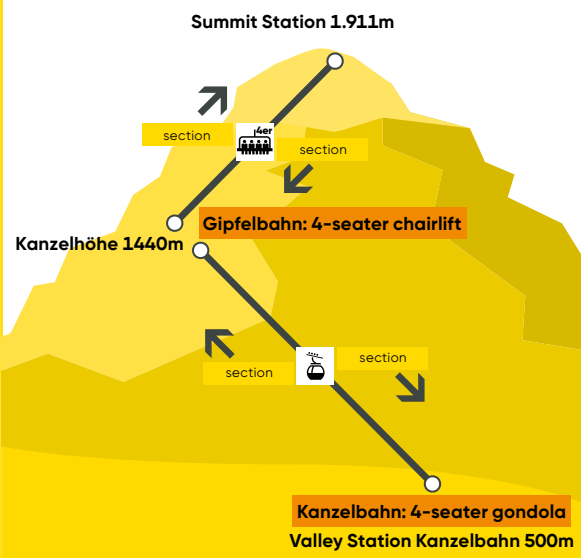 Summit Station 1.911m
4er
section
section
Gipfelbahn: 4-seater chairlift
Kanzelhöhe 1440m
section
section
Kanzelbahn: 4-seater gondola
Valley Station Kanzelbahn 500m